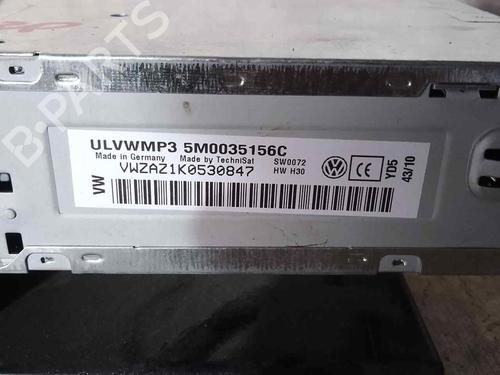 B-PARTS
ULVWMP3 5M0035156C
Made in Germany Made by TechniSat SW0072
VWZAZ1K0530847 HW H30
VW
CE
YD5
43/10